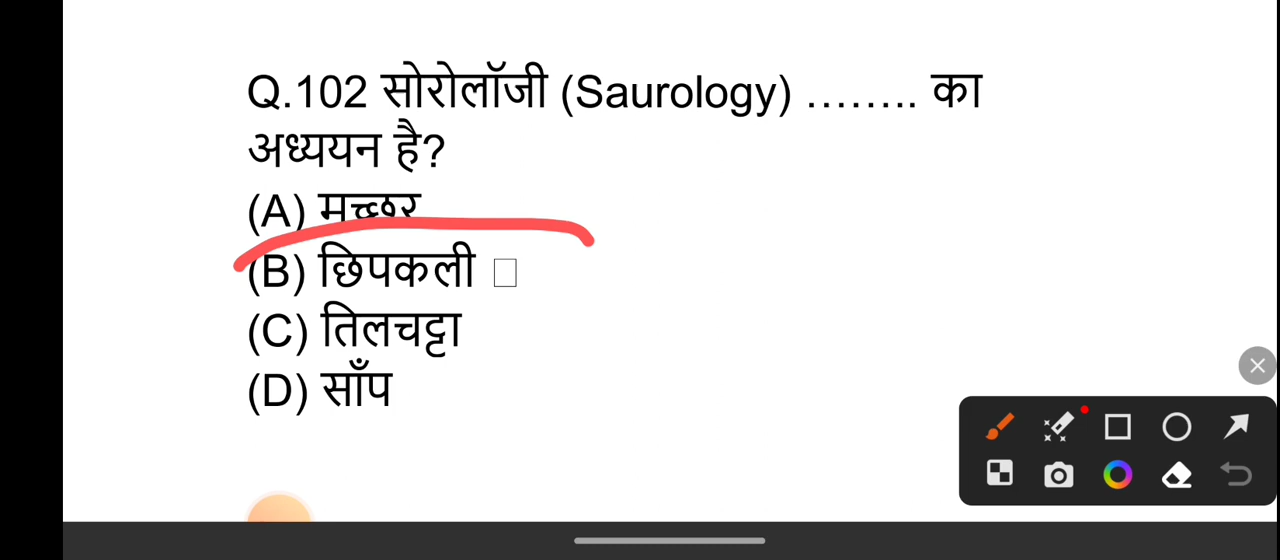 Q.102 सोरोलॉजी (Saurology) …….. का
अध्ययन है?
(A) मच्छर
(B) छिपकली
(C) तिलचट्टा
(D) साँप